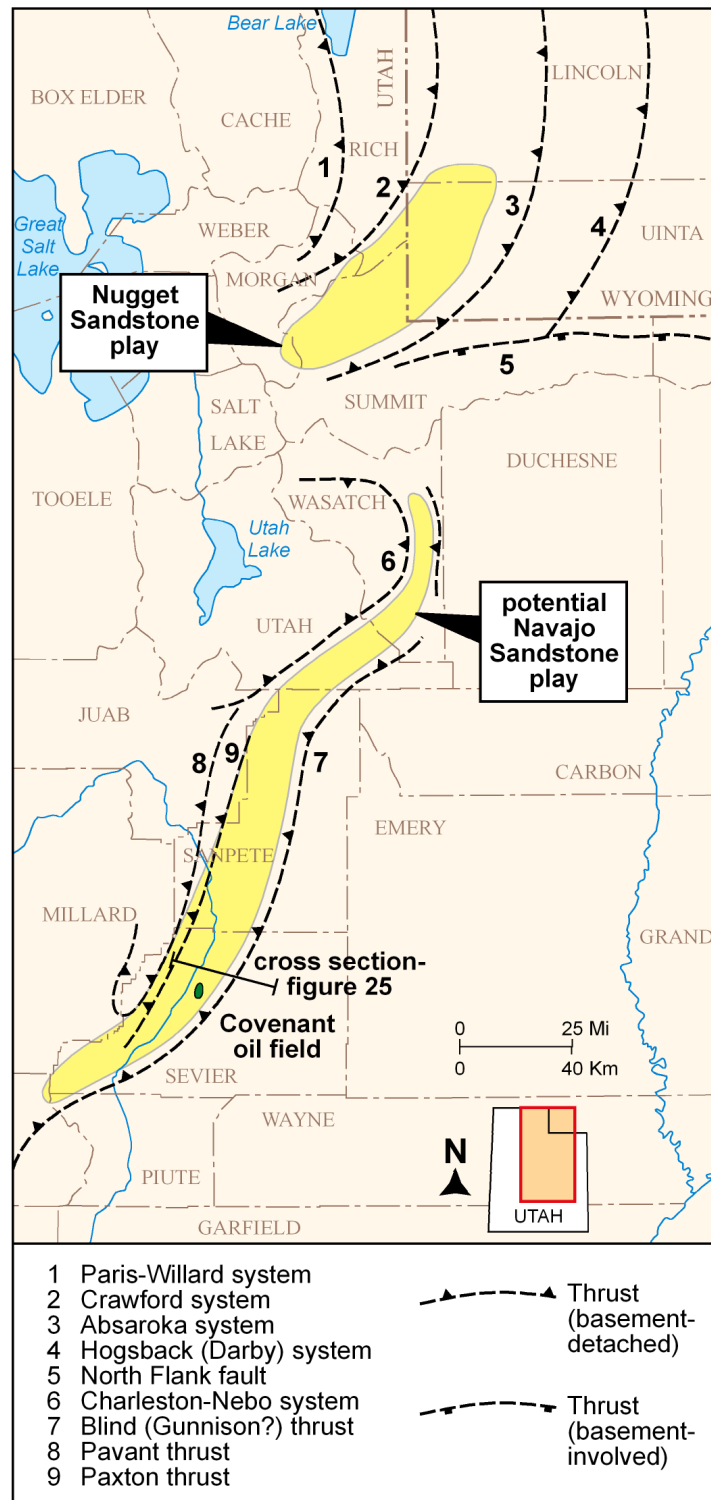 Bear Lake
UTAH
LINCOLN
BOX ELDER
CACHE
RICH
1
2
3
4
Great
Salt
Lake
WEBER
UINTA
MORGAN
WYOMING
Nugget
Sandstone
play
5
SALT
LAKE
SUMMIT
DUCHESNE
TOOELE
WASATCH
Utah
Lake
6
potential
Navajo
Sandstone
play
UTAH
JUAB
8
9
7
CARBON
EMERY
SANPETE
MILLARD
GRAND
cross section-
figure 25
Covenant
oil field
0 25 Mi
0 40 Km
SEVIER
WAYNE
N
PIUTE
UTAH
GARFIELD
1 Paris-Willard system
2 Crawford system
3 Absaroka system
4 Hogsback (Darby) system
5 North Flank fault
6 Charleston-Nebo system
7 Blind (Gunnison?) thrust
8 Pavant thrust
9 Paxton thrust
Thrust
(basement-
detached)
Thrust
(basement-
involved)